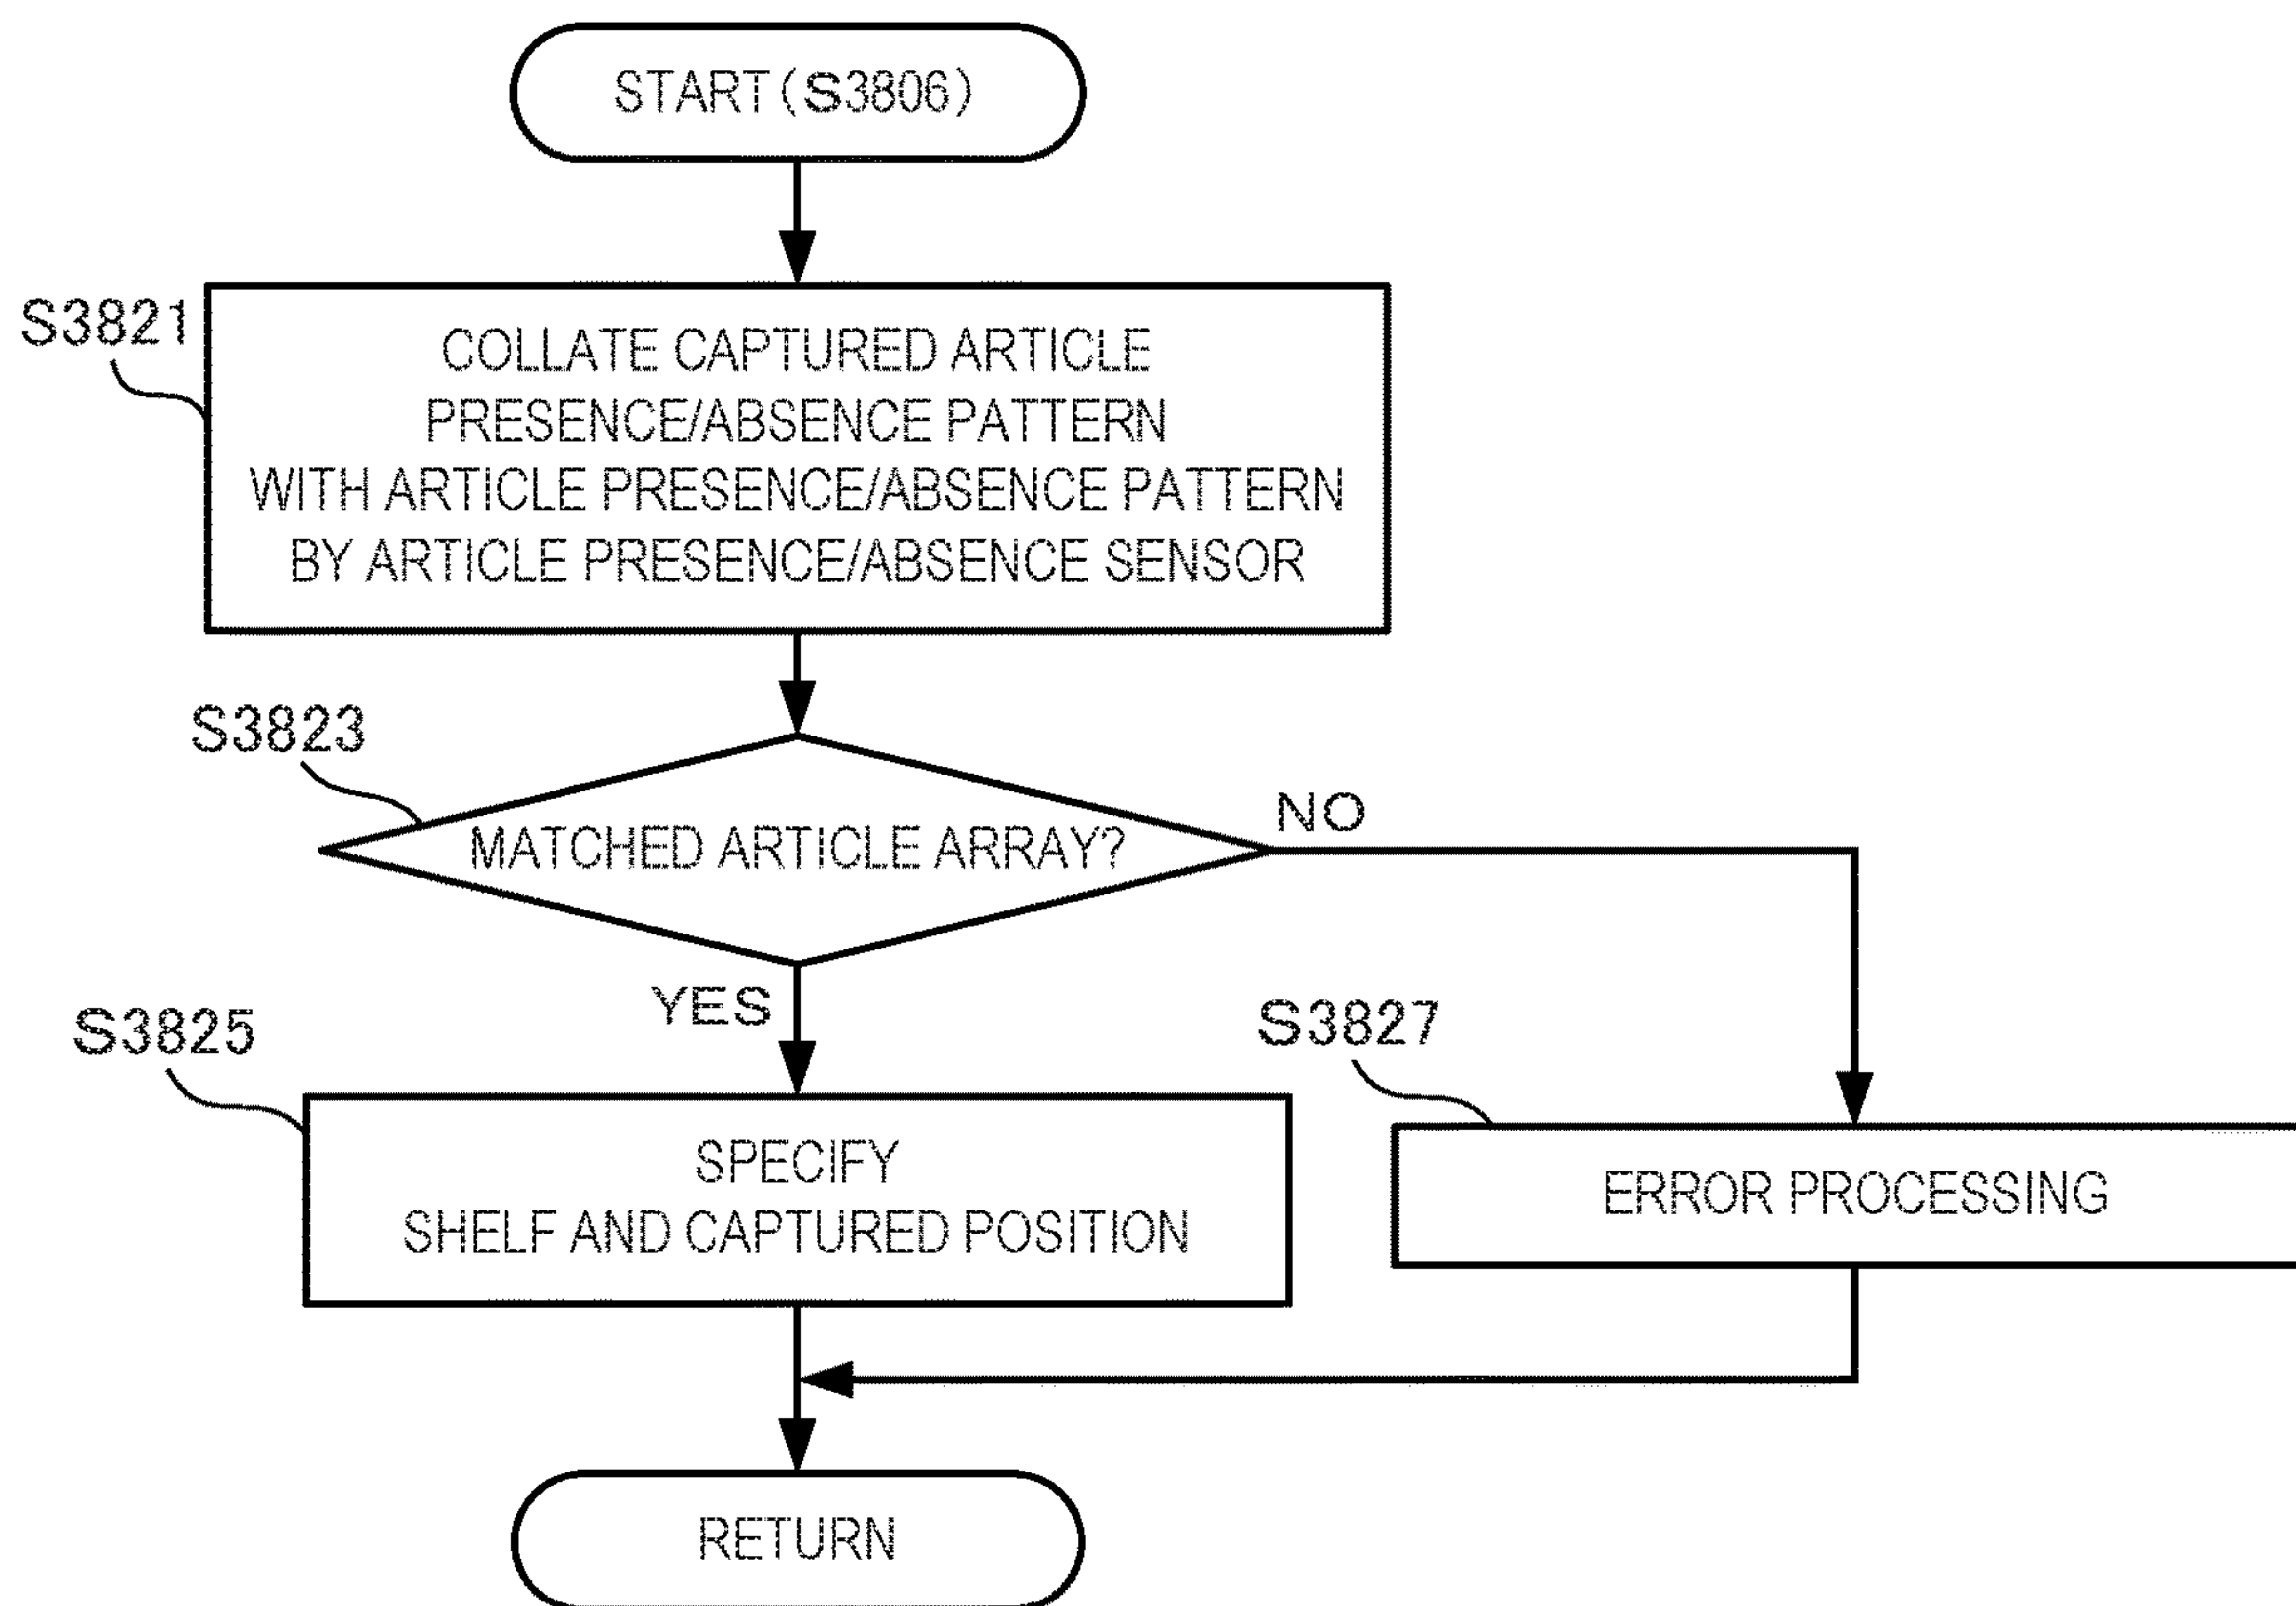 START(S3806)
S3821
COLLATE CAPTURED ARTICLE
PRESENCE/ABSENCE PATTERN
WITH ARTICLE PRESENCE/ABSENCE PATTERN
BY ARTICLE PRESENCE/ABSENCE SENSOR
S3823
MATCHED ARTICLE ARRAY?
NO
YES
S3825
SPECIFY
SHELF AND CAPTURED POSITION
S3827
ERROR PROCESSING
RETURN